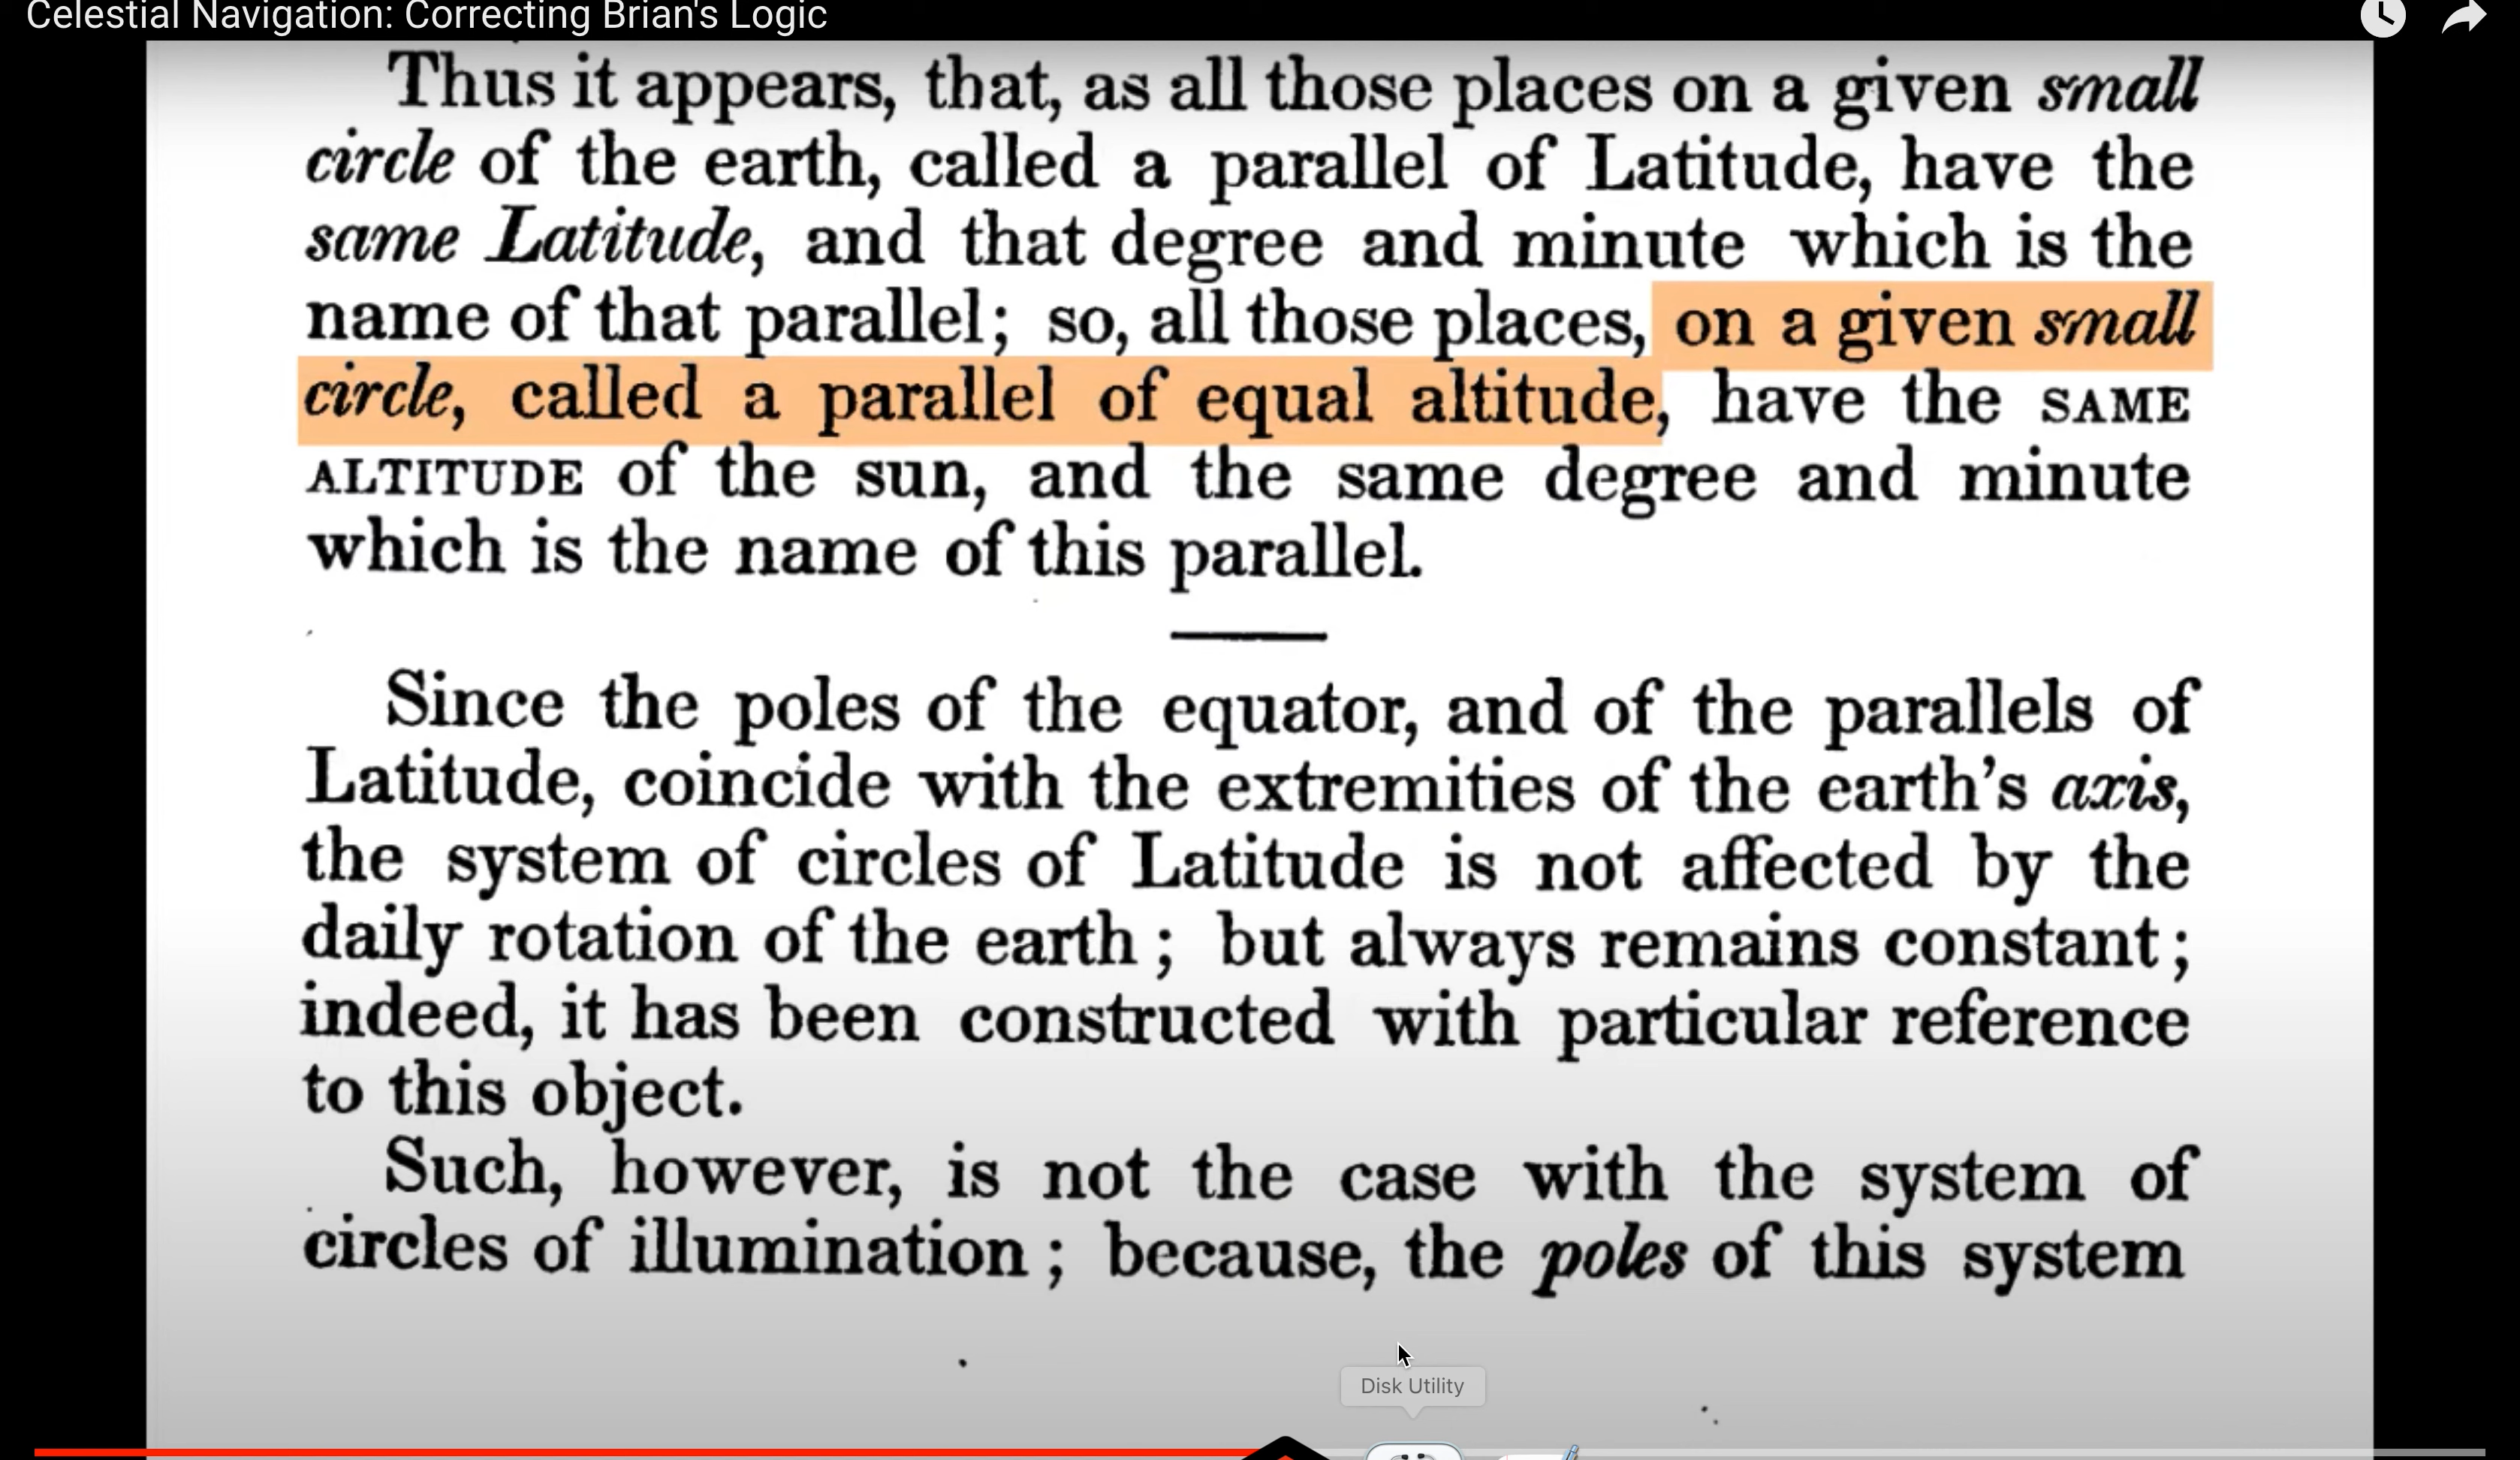 Celestial Navigation: Correcting Brian's Logic
Thus it appears, that, as all those places on a given small
circle of the earth, called a parallel of Latitude, have the
same Latitude, and that degree and minute which is the
name of that parallel; so, all those places, on a given small
circle, called a parallel of equal altitude, have the SAME
ALTITUDE of the sun, and the same degree and minute
which is the name of this parallel.
Since the poles of the equator, and of the parallels of
Latitude, coincide with the extremities of the earth's axis,
the system of circles of Latitude is not affected by the
daily rotation of the earth; but always remains constant;
indeed, it has been constructed with particular reference
to this object.
Such, however, is not the case with the system of
circles of illumination; because, the poles of this system
Disk Utility